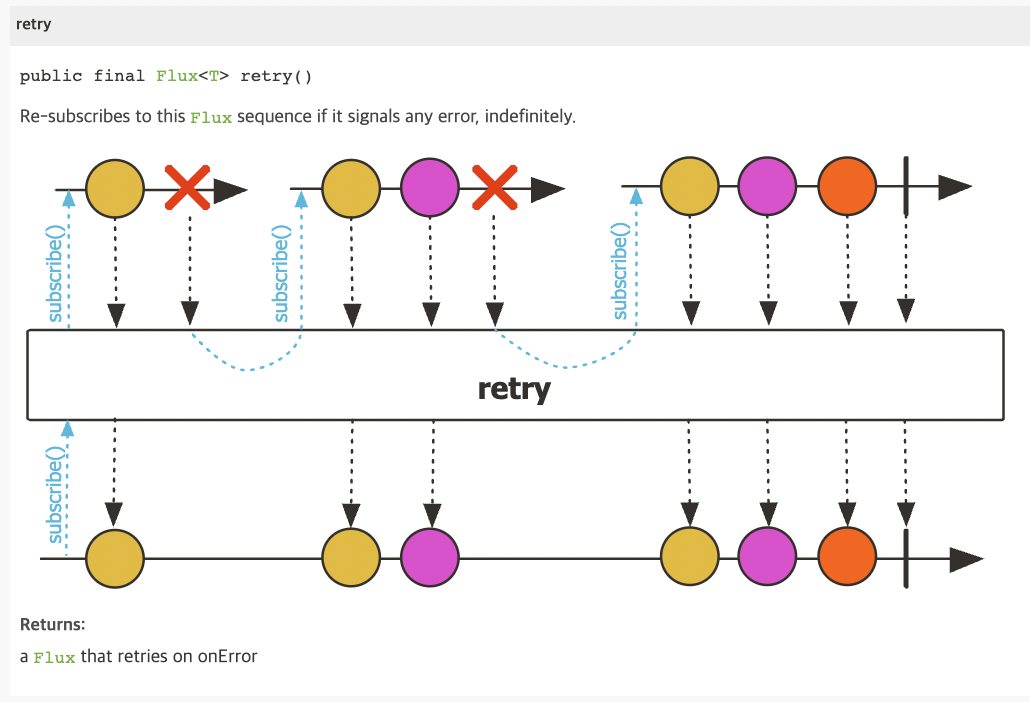 retry
public final Flux<T> retry()
Re-subscribes to this Flux sequence if it signals any error, indefinitely.
subscribe()
subscribe()
subscribe()
retry
subscribe()
Returns:
a Flux that retries on onError